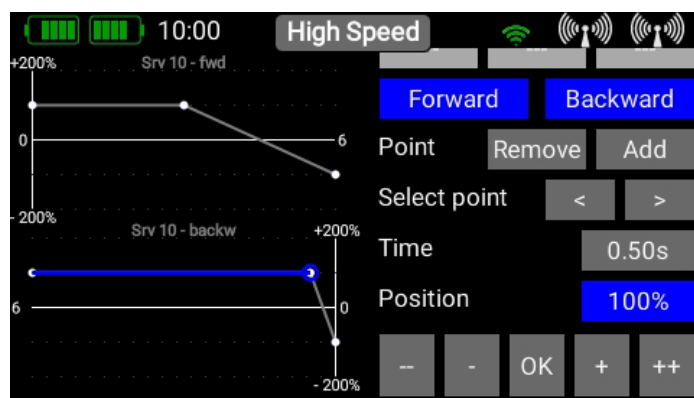 10:00 High Speed
+200% Srv 10 - fwd
0 6
- 200%
Srv 10 - backw +200%
6 0
- 200%
--- ---
Forward Backward
Point Remove Add
Select point < >
Time 0.50s
Position 100%
-- - OK + ++